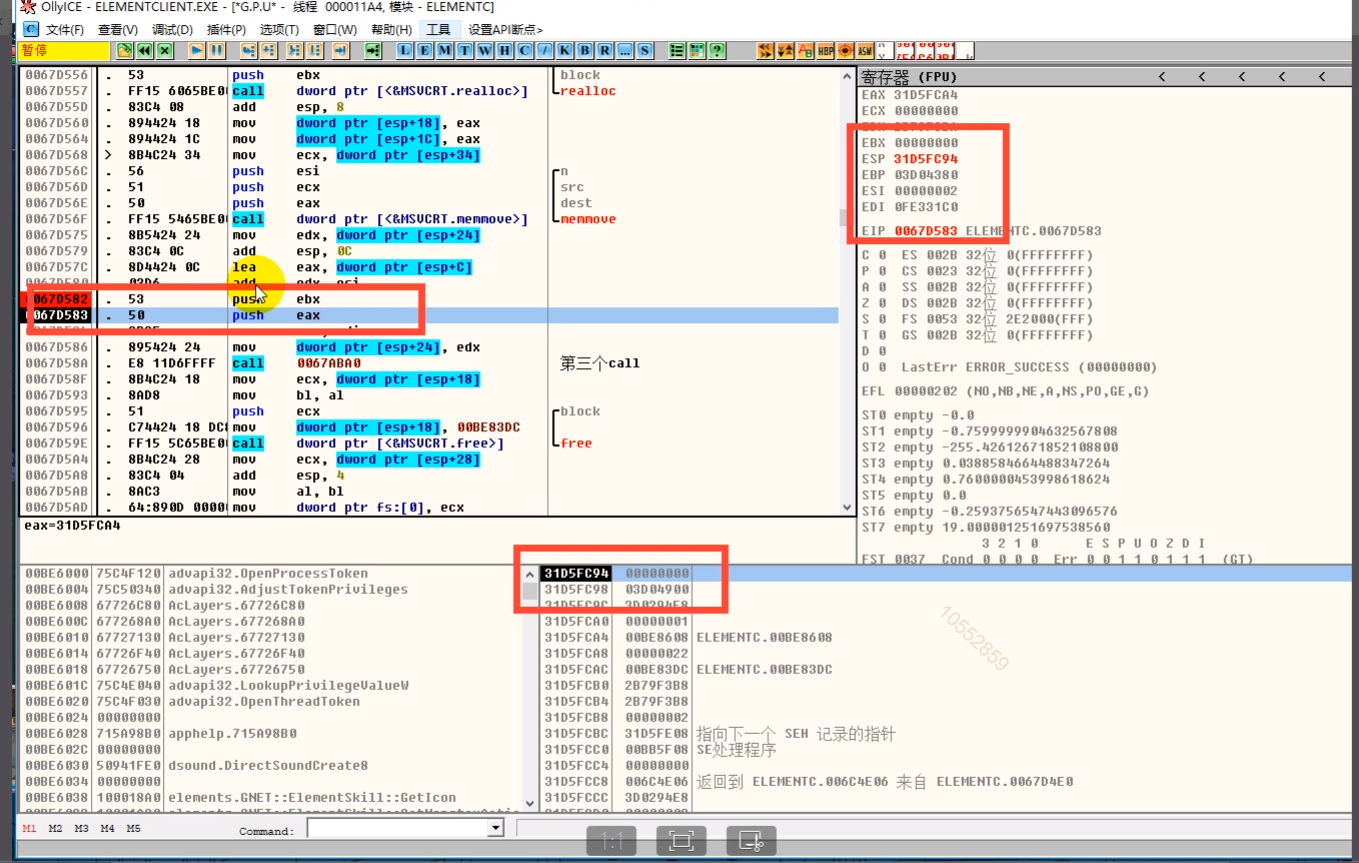 OllyICE - ELEMENTCLIENT.EXE - [*G.P.U* - 线程 000011A4, 模块 - ELEMENTC]
C 文件(F) 查看(V) 调试(D) 插件(P) 选项(T) 窗口(W) 帮助(H) 工具 设置API断点>
暂停 L E M T W H C / K B R ... S ? HBP ASM
0067D556 . 53 push ebx block
0067D557 . FF15 6065BE0 call dword ptr [<&MSVCRT.realloc>] realloc
0067D55D . 83C4 08 add esp, 8
0067D560 . 894424 18 mov dword ptr [esp+18], eax
0067D564 . 894424 1C mov dword ptr [esp+1C], eax
0067D568 > 8B4C24 34 mov ecx, dword ptr [esp+34]
0067D56C . 56 push esi n
0067D56D . 51 push ecx src
0067D56E . 50 push eax dest
0067D56F . FF15 5465BE0 call dword ptr [<&MSVCRT.memmove>] memmove
0067D575 . 8B5424 24 mov edx, dword ptr [esp+24]
0067D579 . 83C4 0C add esp, 0C
0067D57C . 8D4424 0C lea eax, dword ptr [esp+C]
0067D582 . 53 push ebx
0067D583 . 50 push eax
0067D586 . 895424 24 mov dword ptr [esp+24], edx
0067D58A . E8 11D6FFFF call 0067ABA0 第三个call
0067D58F . 8B4C24 18 mov ecx, dword ptr [esp+18]
0067D593 . 8AD8 mov bl, al
0067D595 . 51 push ecx block
0067D596 . C74424 18 DC mov dword ptr [esp+18], 00BE83DC
0067D59E . FF15 5C65BE0 call dword ptr [<&MSVCRT.free>] free
0067D5A4 . 8B4C24 28 mov ecx, dword ptr [esp+28]
0067D5A8 . 83C4 04 add esp, 4
0067D5AB . 8AC3 mov al, bl
0067D5AD . 64:890D 0000 mov dword ptr fs:[0], ecx
eax=31D5FCA4
寄存器 (FPU) < < < < <
EAX 31D5FCA4
ECX 00000000
EBX 00000000
ESP 31D5FC94
EBP 03D04380
ESI 00000002
EDI 0FE331C0
EIP 0067D583 ELEMENTC.0067D583
C 0 ES 002B 32位 0(FFFFFFFF)
P 0 CS 0023 32位 0(FFFFFFFF)
A 0 SS 002B 32位 0(FFFFFFFF)
Z 0 DS 002B 32位 0(FFFFFFFF)
S 0 FS 0053 32位 2E2000(FFF)
T 0 GS 002B 32位 0(FFFFFFFF)
D 0
O 0 LastErr ERROR_SUCCESS (00000000)
EFL 00000202 (NO,NB,NE,A,NS,PO,GE,G)
ST0 empty -0.0
ST1 empty -0.7599999904632567808
ST2 empty -255.4261267185210880​0
ST3 empty 0.0388584664488347264
ST4 empty 0.7600000453998618624
ST5 empty 0.0
ST6 empty -0.2593756547443096576
ST7 empty 19.000001251697538560
3 2 1 0 E S P U O Z D I
FST 0037 Cond 0 0 0 0 Err 0 0 1 1 0 1 1 1 (GT)
00BE6000 75C4F120 advapi32.OpenProcessToken
00BE6004 75C50340 advapi32.AdjustTokenPrivileges
00BE6008 67726C80 AcLayers.67726C80
00BE600C 677268A0 AcLayers.677268A0
00BE6010 67727130 AcLayers.67727130
00BE6014 67726F40 AcLayers.67726F40
00BE6018 67726750 AcLayers.67726750
00BE601C 75C4E040 advapi32.LookupPrivilegeValueW
00BE6020 75C4F030 advapi32.OpenThreadToken
00BE6024 00000000
00BE6028 715A98B0 apphelp.715A98B0
00BE602C 00000000
00BE6030 50941FE0 dsound.DirectSoundCreate8
00BE6034 00000000
00BE6038 100018A0 elements.GNET::ElementSkill::GetIcon
31D5FC94 00000000
31D5FC98 03D04900
31D5FC9C 3D0294E8
31D5FCA0 00000001
31D5FCA4 00BE8608 ELEMENTC.00BE8608
31D5FCA8 00000022
31D5FCAC 00BE83DC ELEMENTC.00BE83DC
31D5FCB0 2B79F3B8
31D5FCB4 2B79F3B8
31D5FCB8 00000002
31D5FCBC 31D5FE08 指向下一个 SEH 记录的指针
31D5FCC0 00BB5F08 SE处理程序
31D5FCC4 00000000
31D5FCC8 006C4E06 返回到 ELEMENTC.006C4E06 来自 ELEMENTC.0067D4E0
31D5FCCC 3D0294E8
10552859
M1 M2 M3 M4 M5 Command:
1:1